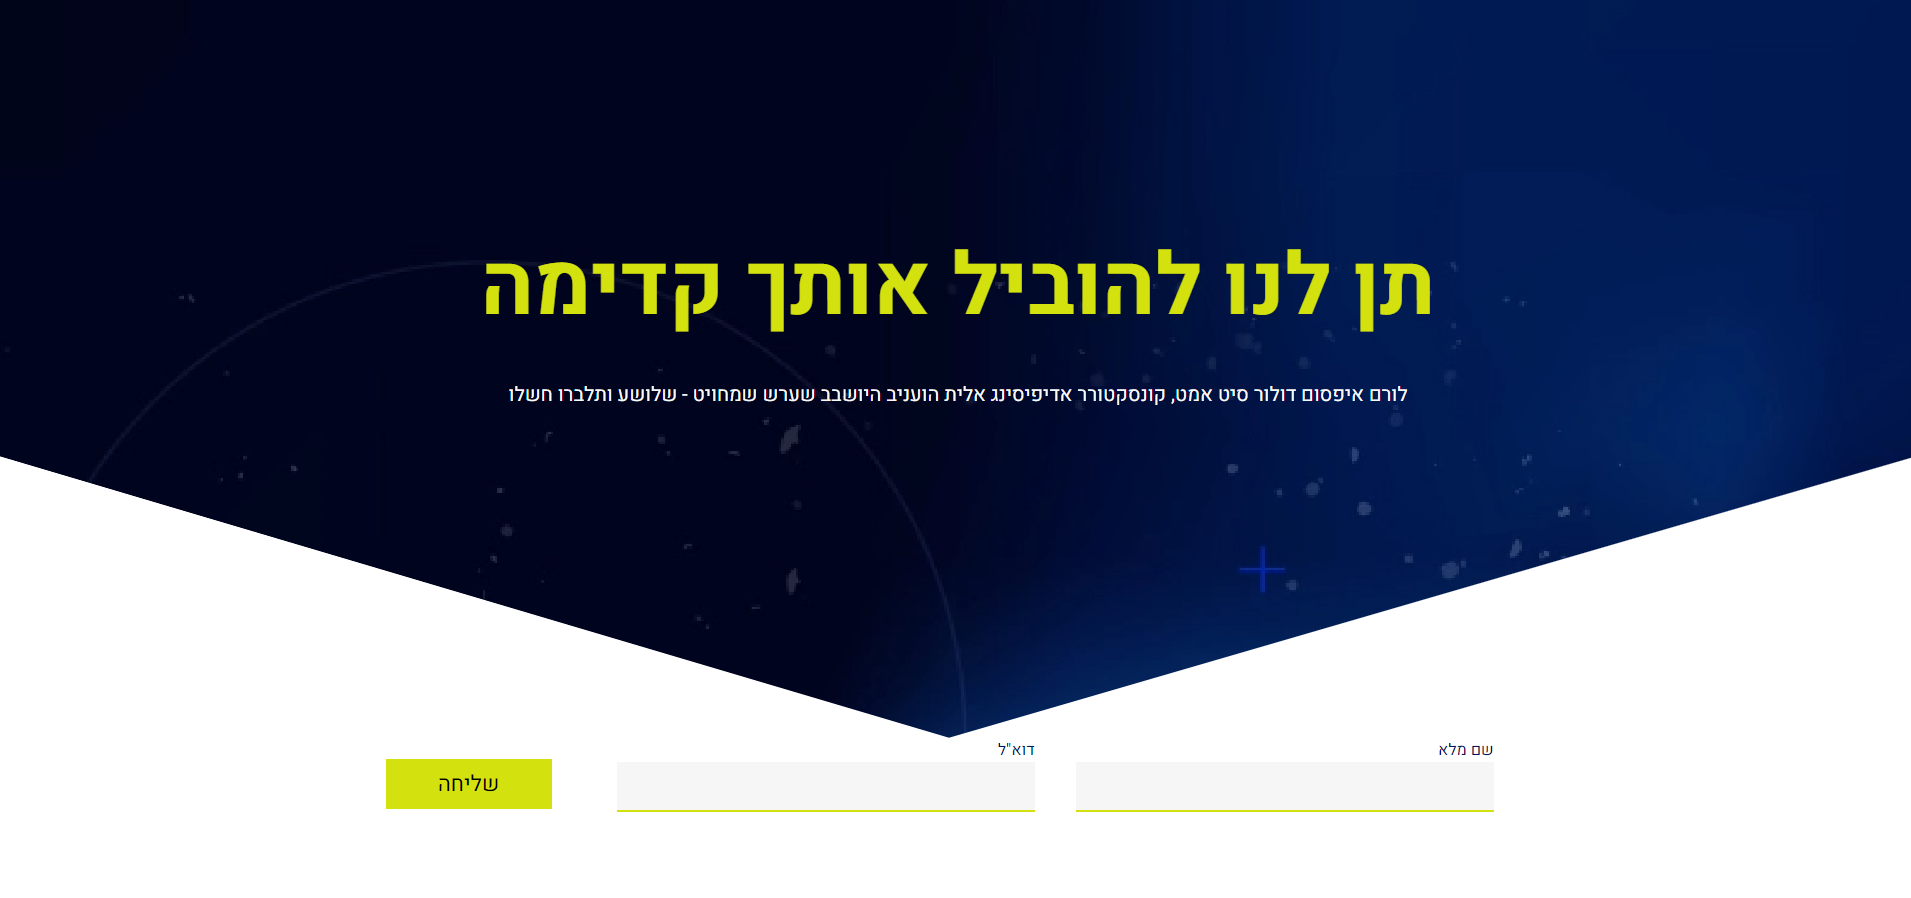 תן לנו להוביל אותך קדימה
לורם איפסום דולור סיט אמט, קונסקטורר אדיפיסינג אלית הועניב היושבב שערש שמחויט - שלושע ותלברו חשלו
שם מלא
דוא"ל
שליחה